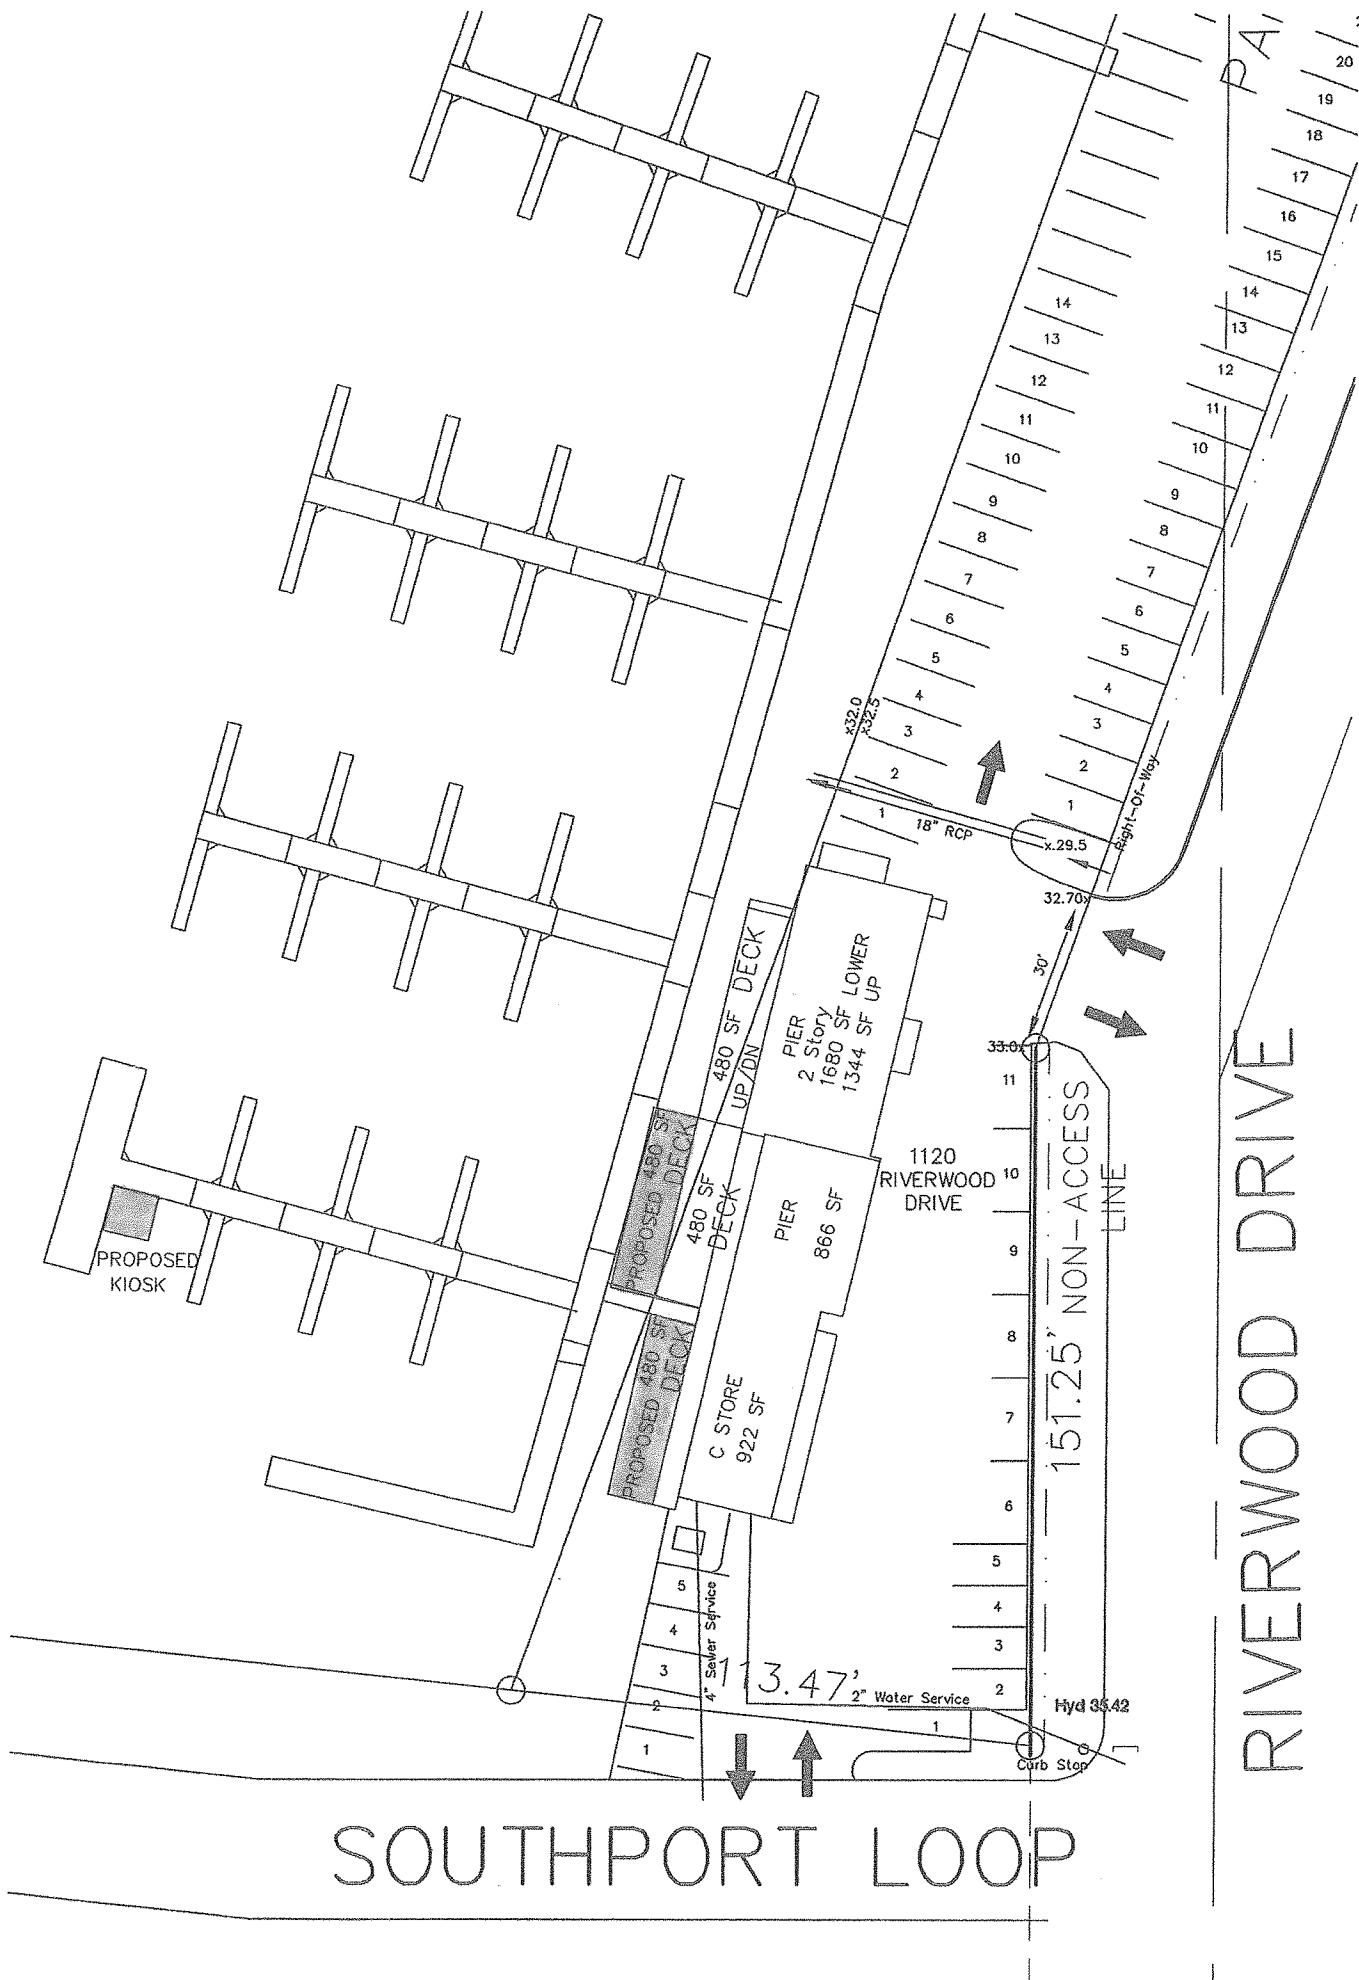 PA
20
19
18
17
16
15
14
13
12
11
10
9
8
7
6
5
4
3
2
1
14
13
12
11
10
9
8
7
6
5
4
3
2
1
x32.0
x32.5
18" RCP
x.29.5
Right-Of-Way
32.70x
30'
33.0x
480 SF DECK
UP/DN
PIER
2 Story
1680 SF LOWER
1344 SF UP
PROPOSED 480 SF
DECK
480 SF
DECK
PIER
866 SF
1120
RIVERWOOD
DRIVE
PROPOSED
KIOSK
PROPOSED 480 SF
DECK
C STORE
922 SF
11
10
9
8
7
6
5
4
3
2
1
151.25' NON-ACCESS
LINE
5
4
3
2
1
4" Sewer Service
113.47'
2" Water Service
Hyd 35.42
Curb Stop
RIVERWOOD DRIVE
SOUTHPORT LOOP